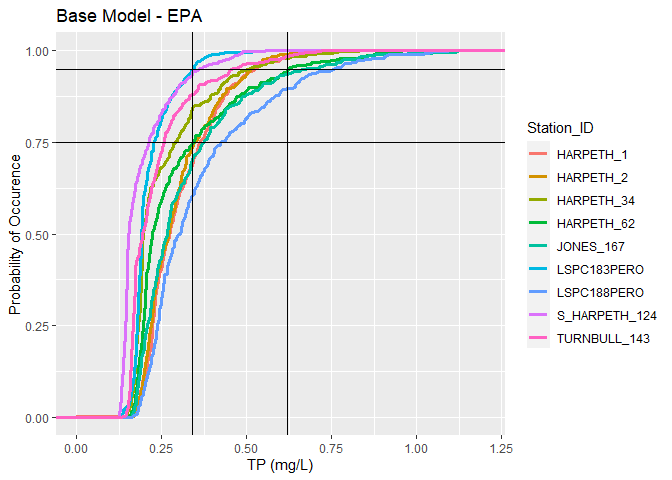 Base Model - EPA
Probability of Occurence
1.00
0.75
0.50
0.25
0.00
0.00 0.25 0.50 0.75 1.00 1.25
TP (mg/L)
Station_ID
HARPETH_1
HARPETH_2
HARPETH_34
HARPETH_62
JONES_167
LSPC183PERO
LSPC188PERO
S_HARPETH_124
TURNBULL_143